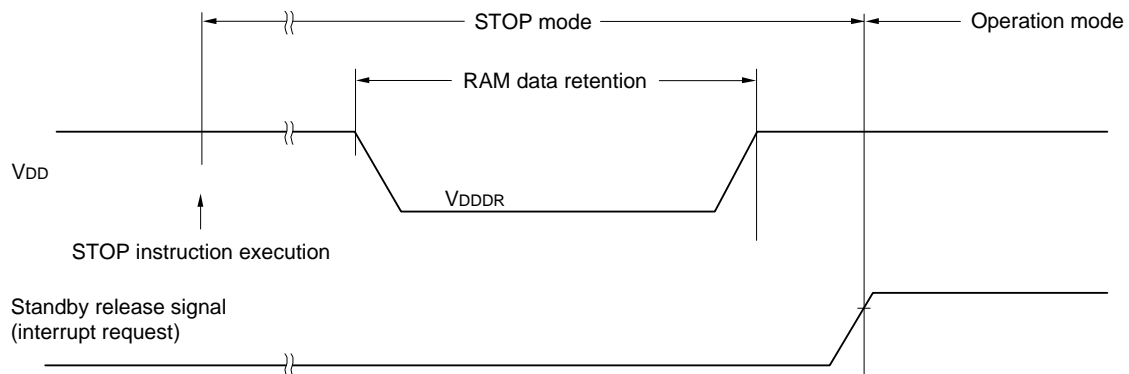 STOP mode
Operation mode
RAM data retention
VDD
VDDDR
STOP instruction execution
Standby release signal
(interrupt request)